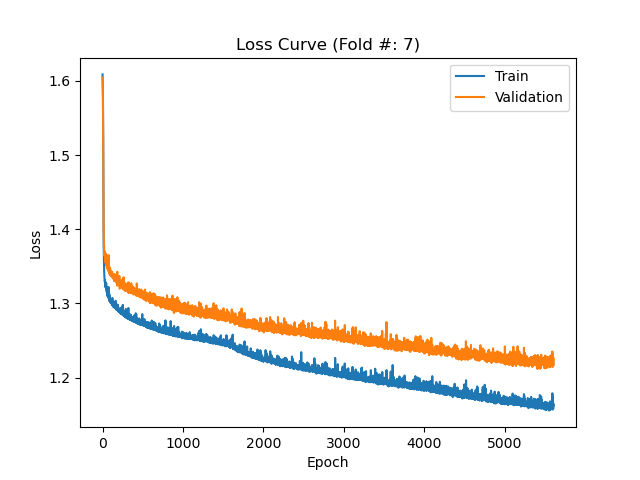 Loss Curve (Fold #: 7)
Train
Validation
1.6
1.5
1.4
1.3
1.2
Loss
0 1000 2000 3000 4000 5000
Epoch